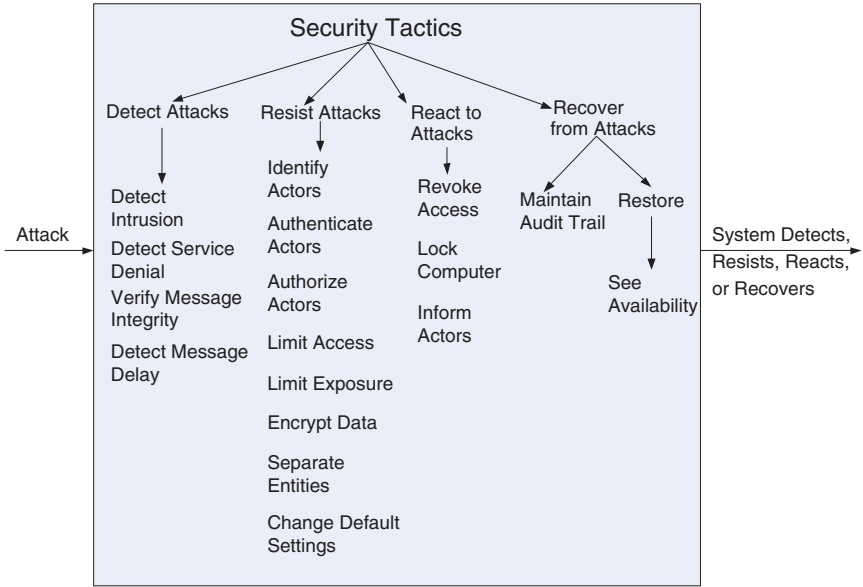 Security Tactics
Detect Attacks
Resist Attacks
React to
Attacks
Recover
from Attacks
Detect
Intrusion
Detect Service
Denial
Verify Message
Integrity
Detect Message
Delay
Identify
Actors
Authenticate
Actors
Authorize
Actors
Limit Access
Limit Exposure
Encrypt Data
Separate
Entities
Change Default
Settings
Revoke
Access
Lock
Computer
Inform
Actors
Maintain
Audit Trail
Restore
See
Availability
Attack
System Detects,
Resists, Reacts,
or Recovers